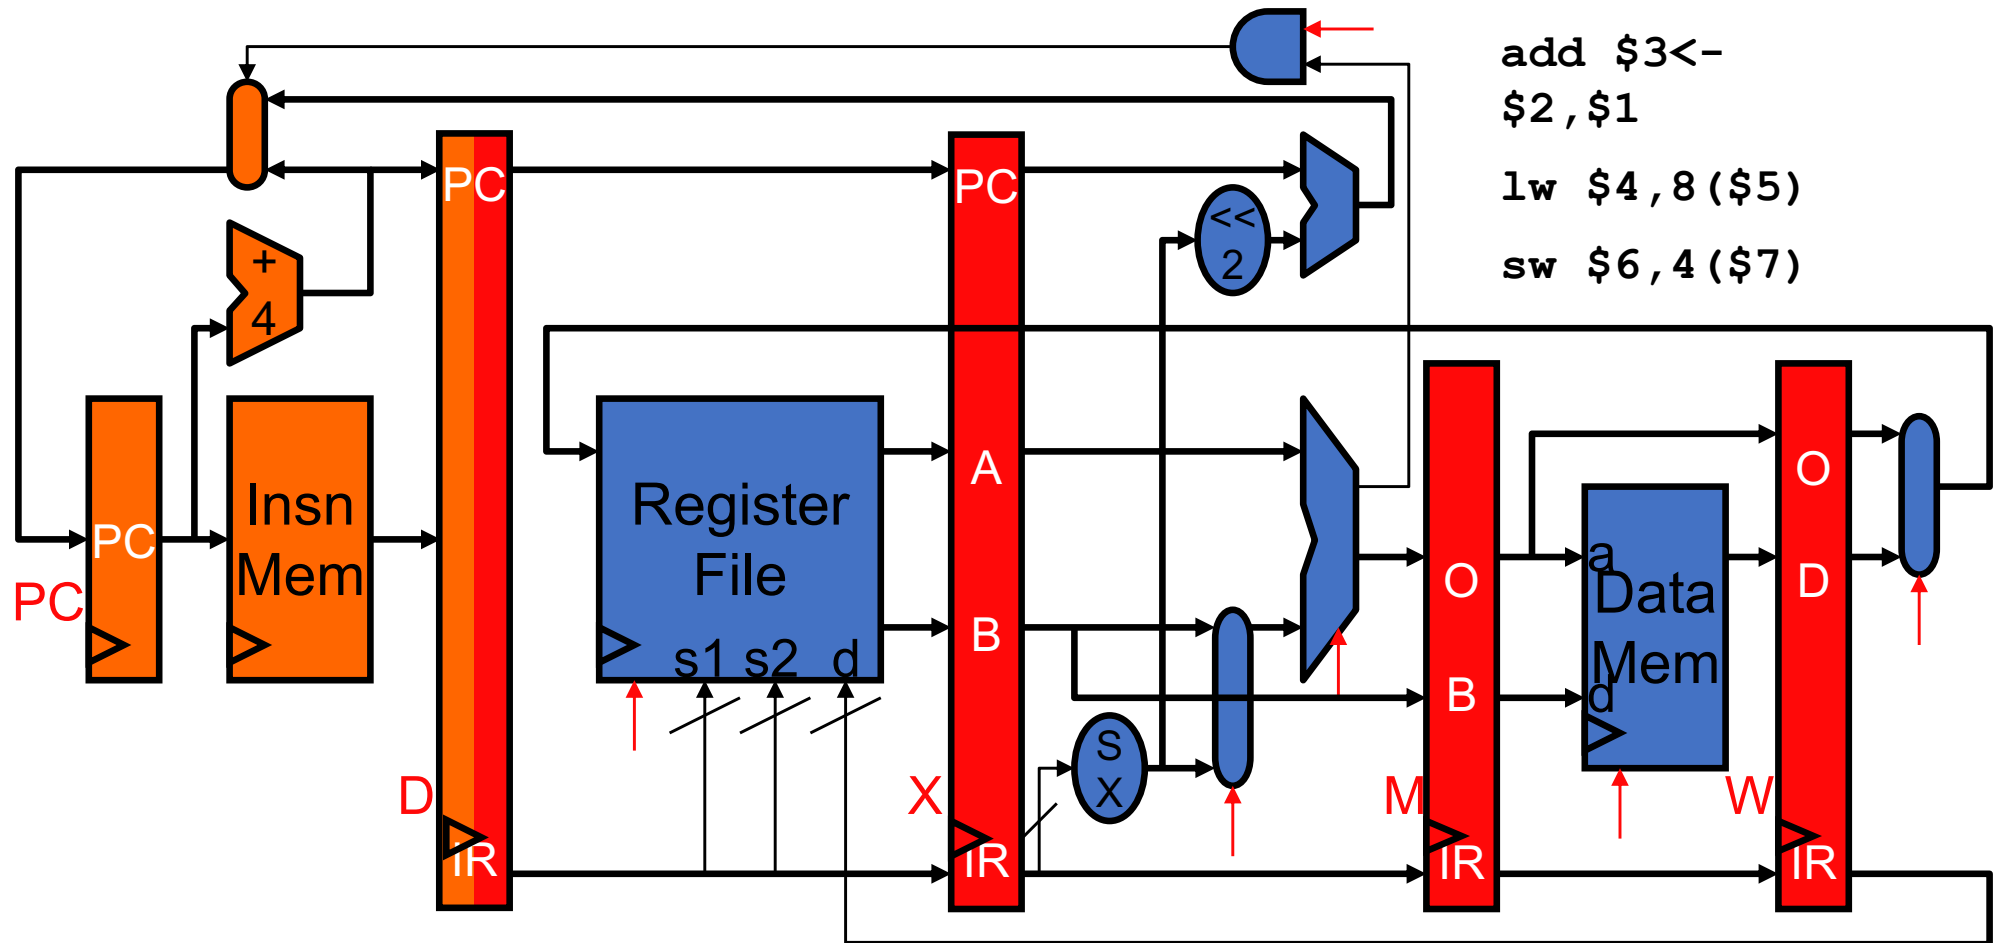 add $3<-
$2,$1
lw $4,8($5)
sw $6,4($7)
PC
PC
<<
2
+
4
PC
PC
Insn
Mem
Register
File
s1 s2 d
A
B
S
X
O
B
a
Data
Mem
d
O
D
D
X
M
W
IR
IR
IR
IR